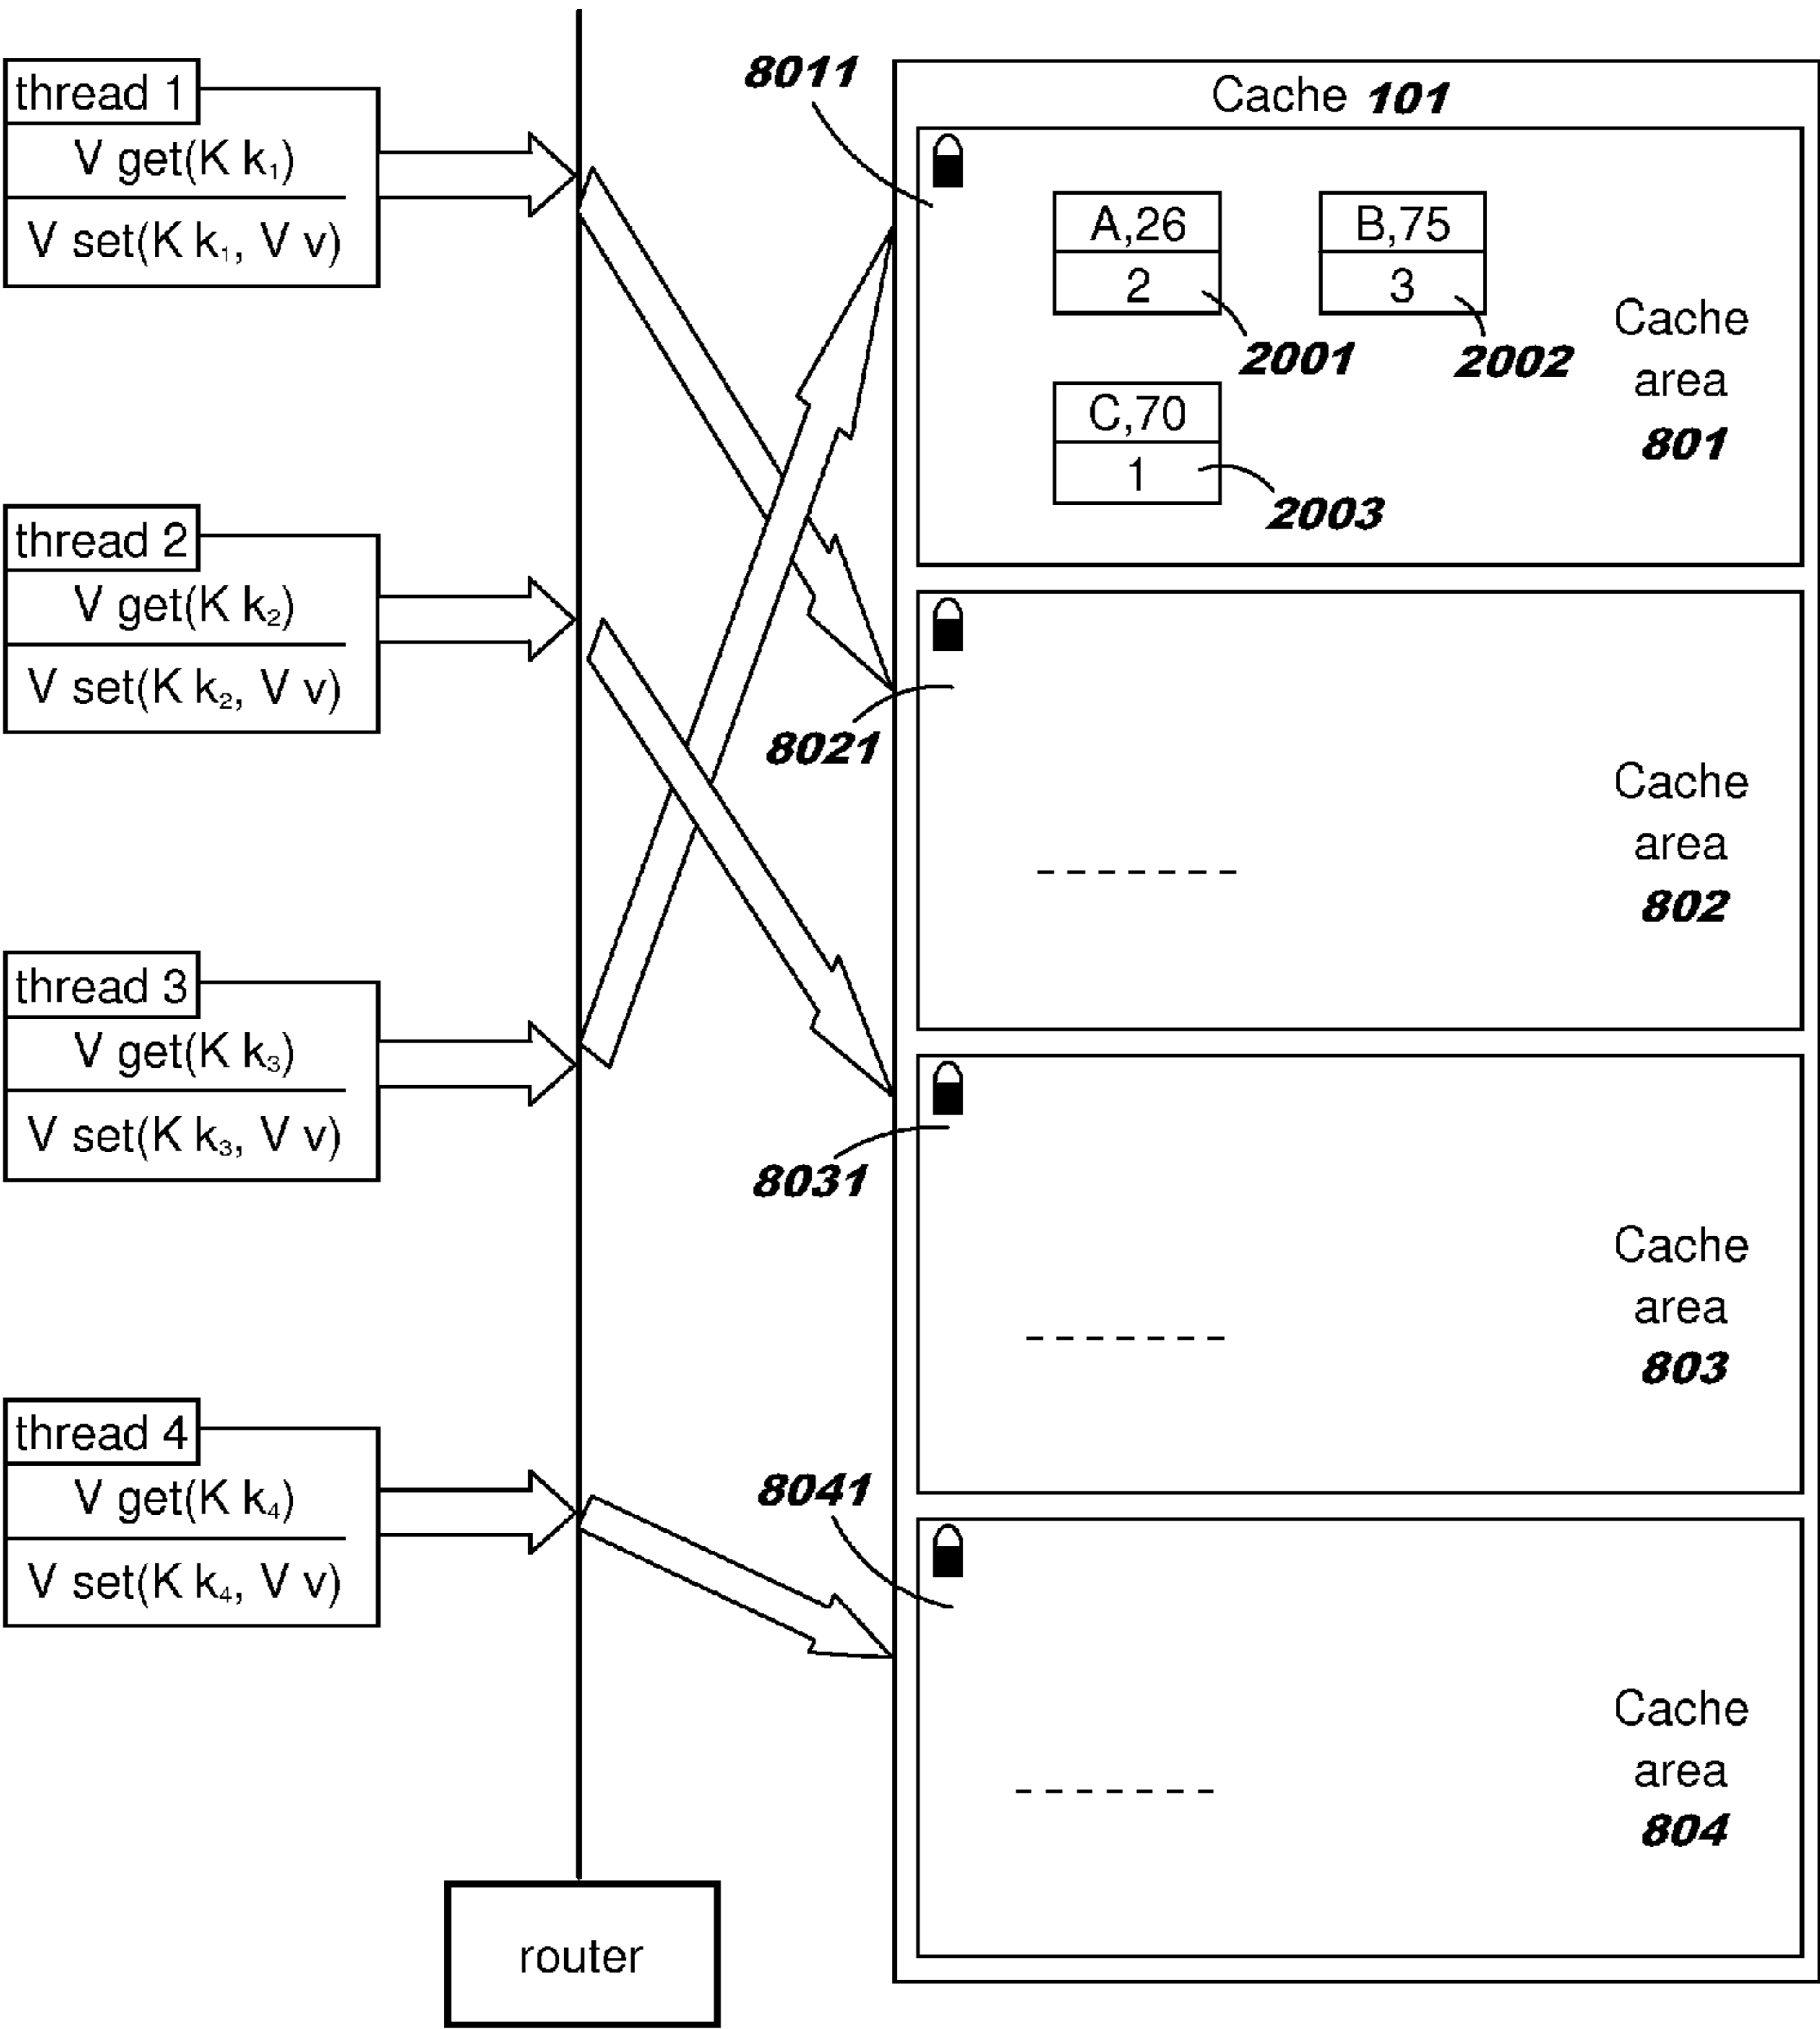 thread 1
V get(K k₁)
V set(K k₁, V v)
thread 2
V get(K k₂)
V set(K k₂, V v)
thread 3
V get(K k₃)
V set(K k₃, V v)
thread 4
V get(K k₄)
V set(K k₄, V v)
router
8011
8021
8031
8041
Cache 101
A,26
2
2001
B,75
3
2002
C,70
1
2003
Cache
area
801
Cache
area
802
Cache
area
803
Cache
area
804